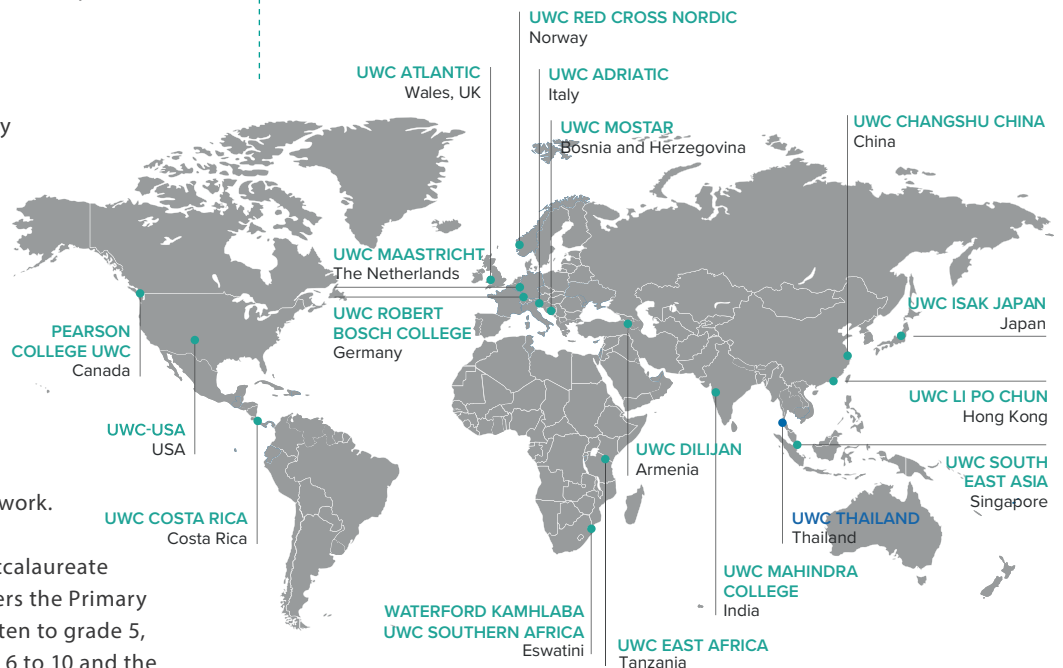 UWC RED CROSS NORDIC
Norway
UWC ATLANTIC
Wales, UK
UWC ADRIATIC
Italy
UWC MOSTAR
Bosnia and Herzegovina
UWC CHANGSHU CHINA
China
y
UWC MAASTRICHT
The Netherlands
UWC ROBERT
BOSCH COLLEGE
Germany
UWC ISAK JAPAN
Japan
PEARSON
COLLEGE UWC
Canada
UWC LI PO CHUN
Hong Kong
UWC-USA
USA
UWC DILIJAN
Armenia
UWC SOUTH
EAST ASIA
Singapore
work.
UWC COSTA RICA
Costa Rica
UWC THAILAND
Thailand
ccalaureate
ers the Primary
ten to grade 5,
6 to 10 and the
UWC MAHINDRA
COLLEGE
India
WATERFORD KAMHLABA
UWC SOUTHERN AFRICA
Eswatini
UWC EAST AFRICA
Tanzania